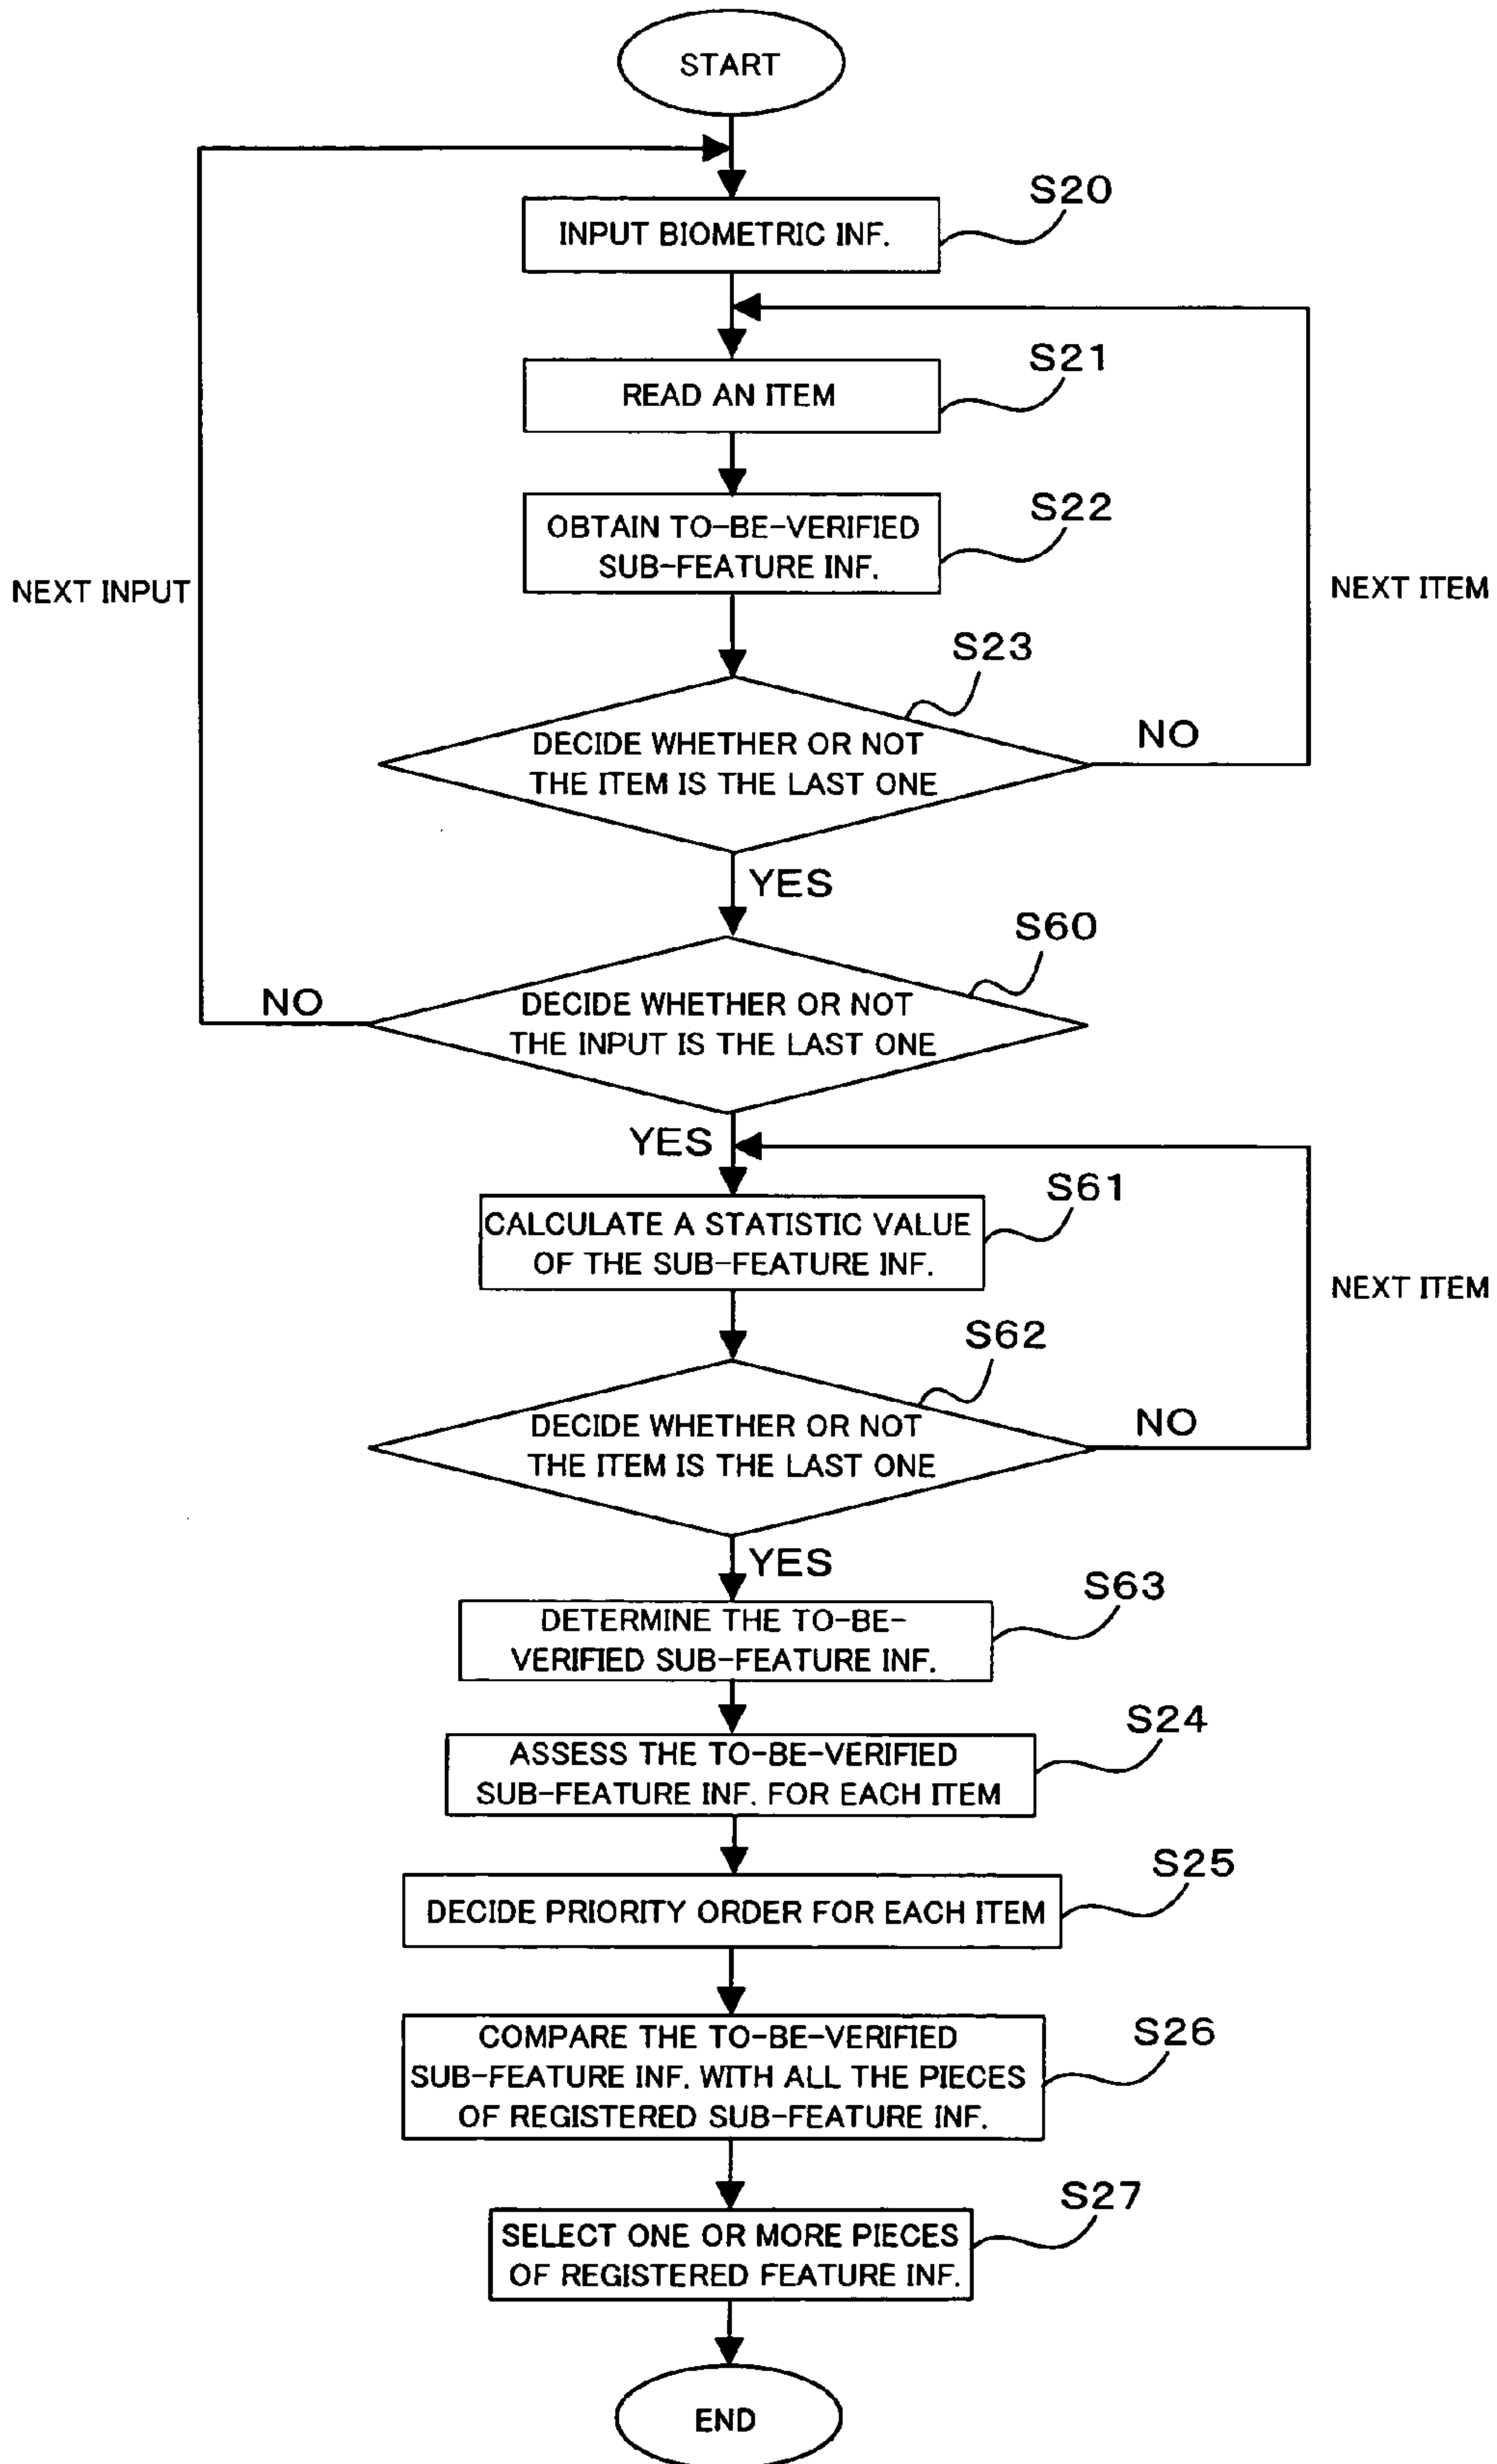 START
S20
INPUT BIOMETRIC INF.
S21
READ AN ITEM
S22
OBTAIN TO-BE-VERIFIED
SUB-FEATURE INF.
NEXT INPUT
NEXT ITEM
S23
DECIDE WHETHER OR NOT
THE ITEM IS THE LAST ONE
NO
YES
S60
DECIDE WHETHER OR NOT
THE INPUT IS THE LAST ONE
NO
YES
S61
CALCULATE A STATISTIC VALUE
OF THE SUB-FEATURE INF.
NEXT ITEM
S62
DECIDE WHETHER OR NOT
THE ITEM IS THE LAST ONE
NO
YES
S63
DETERMINE THE TO-BE-
VERIFIED SUB-FEATURE INF.
S24
ASSESS THE TO-BE-VERIFIED
SUB-FEATURE INF. FOR EACH ITEM
S25
DECIDE PRIORITY ORDER FOR EACH ITEM
S26
COMPARE THE TO-BE-VERIFIED
SUB-FEATURE INF. WITH ALL THE PIECES
OF REGISTERED SUB-FEATURE INF.
S27
SELECT ONE OR MORE PIECES
OF REGISTERED FEATURE INF.
END